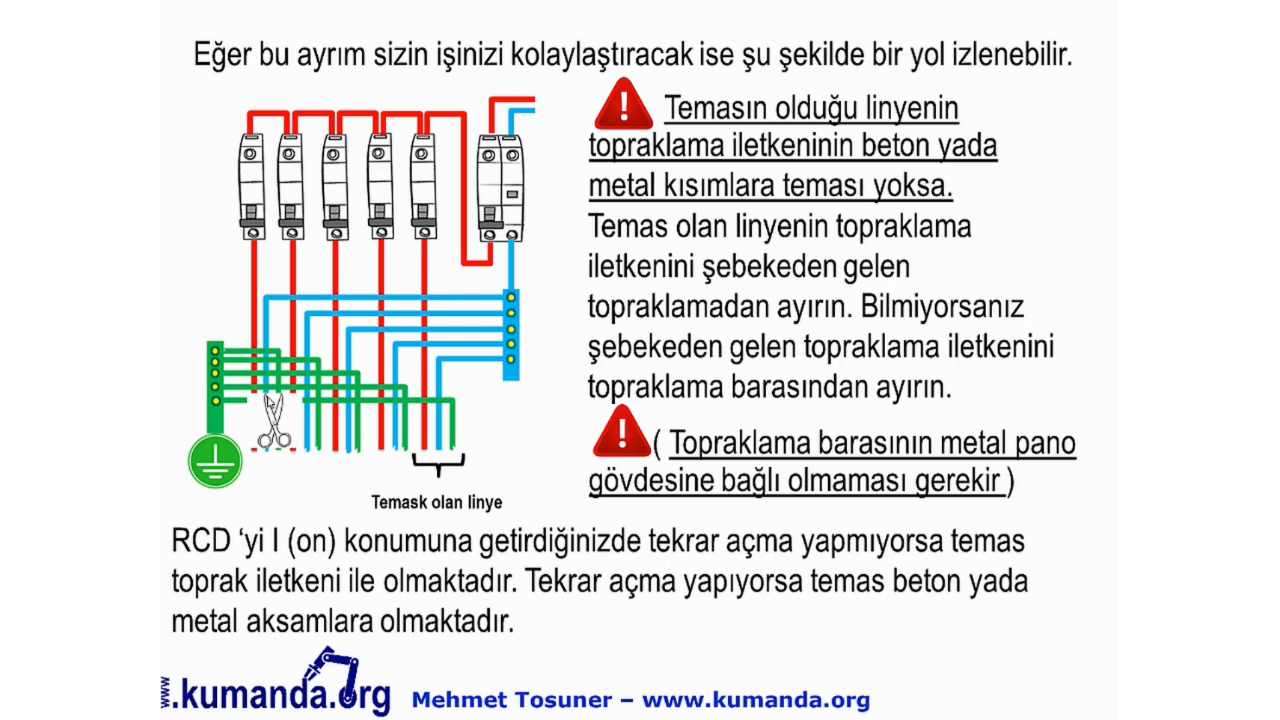 Eğer bu ayrım sizin işinizi kolaylaştıracak ise şu şekilde bir yol izlenebilir.
Temasın olduğu linyenin
topraklama iletkeninin beton yada
metal kısımlara teması yoksa.
Temas olan linyenin topraklama
iletkenini şebekeden gelen
topraklamadan ayırın. Bilmiyorsanız
şebekeden gelen topraklama iletkenini
topraklama barasından ayırın.
( Topraklama barasının metal pano
gövdesine bağlı olmaması gerekir )
Temask olan linye
RCD ‘yi I (on) konumuna getirdiğinizde tekrar açma yapmıyorsa temas
toprak iletkeni ile olmaktadır. Tekrar açma yapıyorsa temas beton yada
metal aksamlara olmaktadır.
www.kumanda.org
Mehmet Tosuner – www.kumanda.org